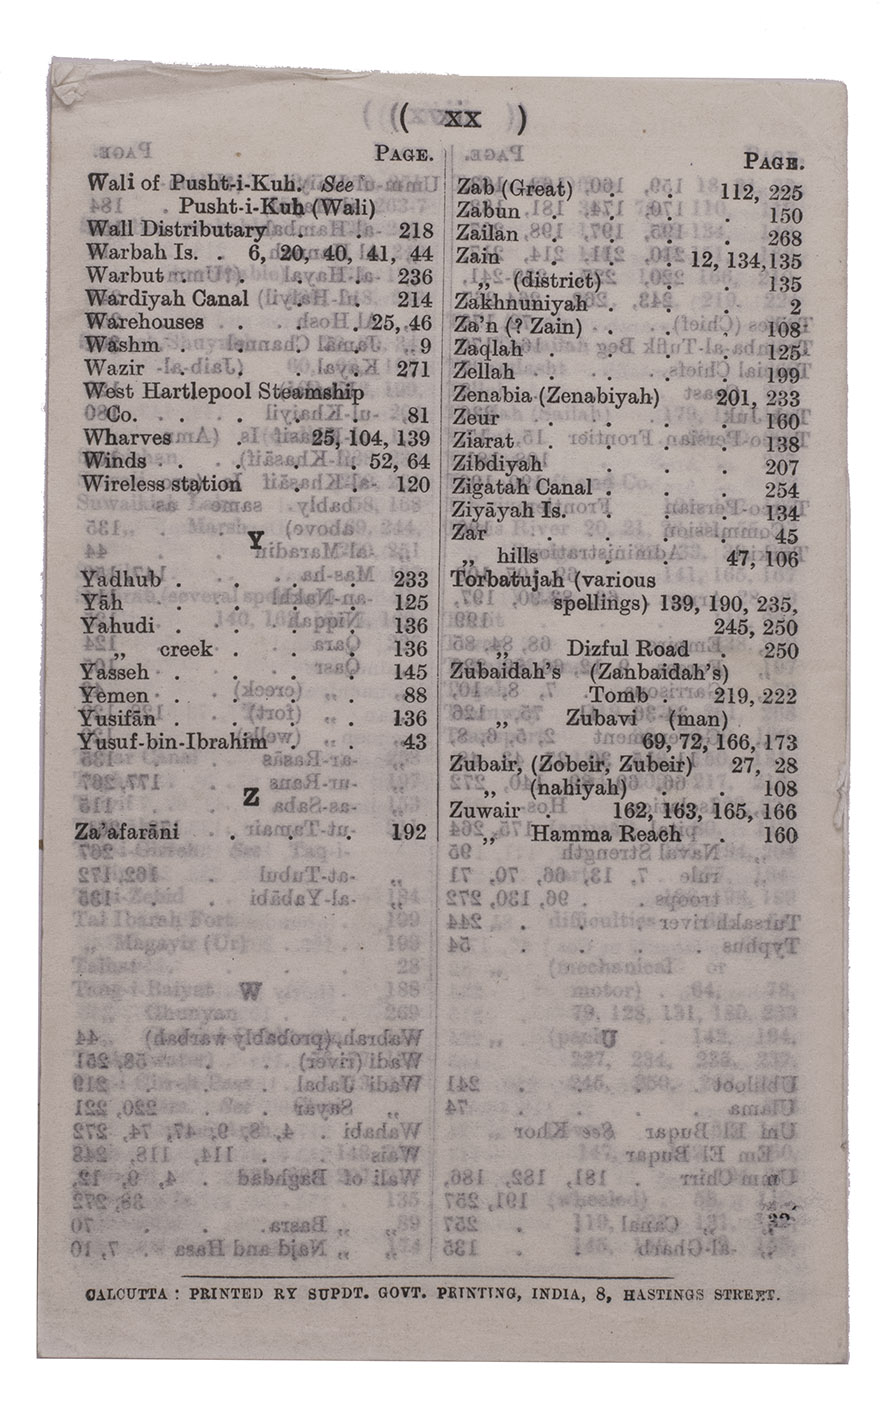 ( xx )
PAGE.
Wali of Pusht-i-Kuh. See
Pusht-i-Kuh (Wali)
Wall Distributary . . . 218
Warbah Is. . 6, 20, 40, 41, 44
Warbut . . . . 236
Wardīyah Canal . . . 214
Warehouses . . . 25, 46
Washm . . . . 9
Wazir . . . . 271
West Hartlepool Steamship
Co. . . . . 81
Wharves . . 25, 104, 139
Winds . . . . 52, 64
Wireless station . . . 120
Y
Yadhub . . . . 233
Yāh . . . . 125
Yahudi . . . . 136
„ creek . . . 136
Yasseh . . . . 145
Yemen . . . . 88
Yusifān . . . . 136
Yusuf-bin-Ibrahim . . 43
Z
Za'afarāni . . . 192
PAGE.
Zab (Great) . . 112, 225
Zabun . . . . 150
Zailan . . . . 268
Zain . . . 12, 134,135
„ (district) . . 135
Zakhnuniyah . . . 2
Za'n (? Zain) . . . 108
Zaqlah . . . . 125
Zellah . . . . 199
Zenabia (Zenabiyah) 201, 233
Zeur . . . . 160
Ziarat . . . . 138
Zibdiyah . . . 207
Zigatah Canal . . . 254
Ziyāyah Is. . . . 134
Zar . . . . 45
„ hills . . . 47, 106
Torbatujah (various
spellings) 139, 190, 235,
245, 250
„ Dizful Road . 250
Zubaidah's (Zanbaidah's)
Tomb . 219, 222
„ Zubavi (man)
69, 72, 166, 173
Zubair, (Zobeir, Zubeir) 27, 28
„ (nahiyah) . . 108
Zuwair . 162, 163, 165, 166
„ Hamma Reach . 160
CALCUTTA: PRINTED BY SUPDT. GOVT. PRINTING, INDIA, 8, HASTINGS STREET.